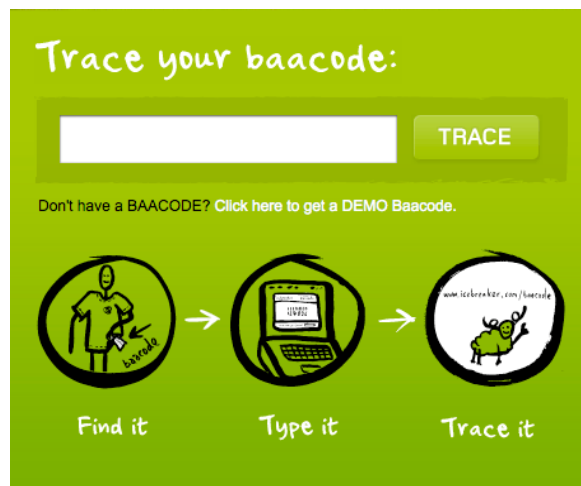 Trace your baacode:
TRACE
Don't have a BAACODE? Click here to get a DEMO Baacode.
baacode
www.icebreaker.com/baacode
Find it
Type it
Trace it